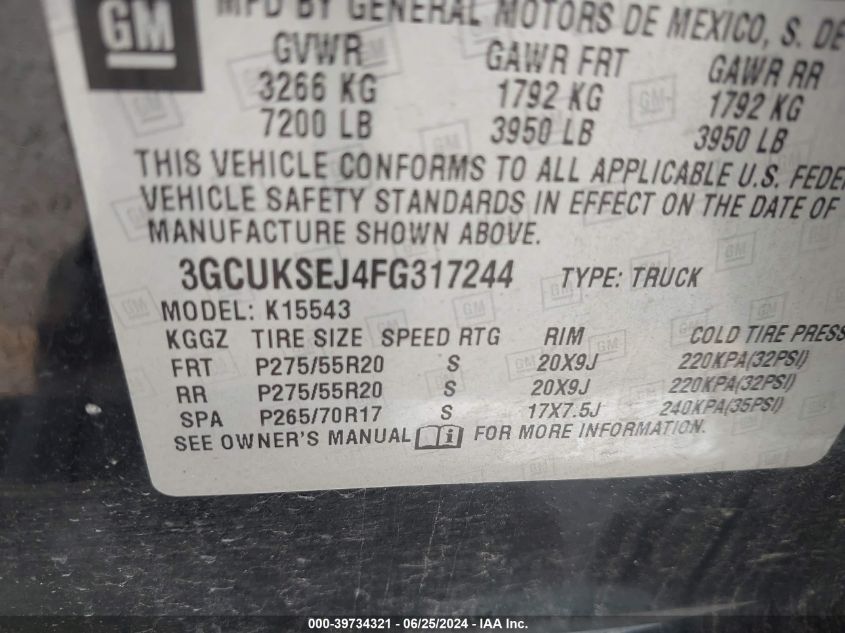 GM
MFD BY GENERAL MOTORS DE MEXICO, S. DE
GVWR GAWR FRT GAWR RR
3266 KG 1792 KG 1792 KG
7200 LB 3950 LB 3950 LB
THIS VEHICLE CONFORMS TO ALL APPLICABLE U.S. FEDER
VEHICLE SAFETY STANDARDS IN EFFECT ON THE DATE OF
MANUFACTURE SHOWN ABOVE.
3GCUKSEJ4FG317244 TYPE: TRUCK
MODEL: K15543
KGGZ TIRE SIZE SPEED RTG RIM COLD TIRE PRESS
FRT P275/55R20 S 20X9J 220KPA(32PSI)
RR P275/55R20 S 20X9J 220KPA(32PSI)
SPA P265/70R17 S 17X7.5J 240KPA(35PSI)
SEE OWNER'S MANUAL FOR MORE INFORMATION.
000-39734321 - 06/25/2024 - IAAI.com